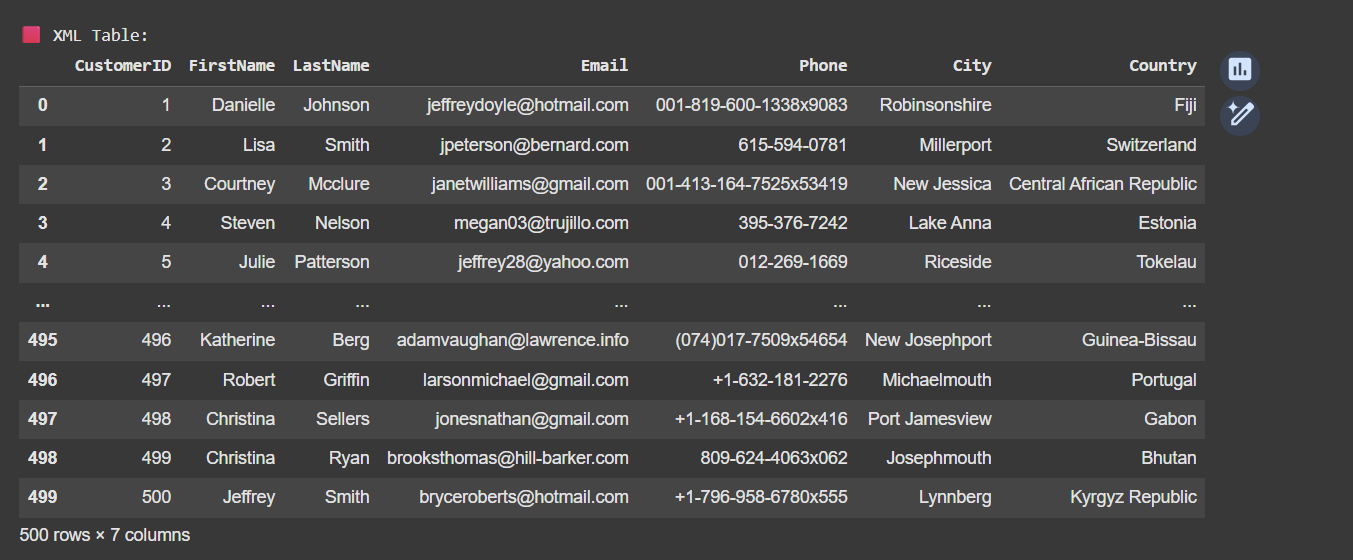 XML Table:
CustomerID FirstName LastName Email Phone City Country
0 1 Danielle Johnson jeffreydoyle@hotmail.com 001-819-600-1338x9083 Robinsonshire Fiji
1 2 Lisa Smith jpeterson@bernard.com 615-594-0781 Millerport Switzerland
2 3 Courtney Mcclure janetwilliams@gmail.com 001-413-164-7525x53419 New Jessica Central African Republic
3 4 Steven Nelson megan03@trujillo.com 395-376-7242 Lake Anna Estonia
4 5 Julie Patterson jeffrey28@yahoo.com 012-269-1669 Riceside Tokelau
... ... ... ... ... ... ... ...
495 496 Katherine Berg adamvaughan@lawrence.info (074)017-7509x54654 New Josephport Guinea-Bissau
496 497 Robert Griffin larsonmichael@gmail.com +1-632-181-2276 Michaelmouth Portugal
497 498 Christina Sellers jonesnathan@gmail.com +1-168-154-6602x416 Port Jamesview Gabon
498 499 Christina Ryan brooksthomas@hill-barker.com 809-624-4063x062 Josephmouth Bhutan
499 500 Jeffrey Smith bryceroberts@hotmail.com +1-796-958-6780x555 Lynnberg Kyrgyz Republic
500 rows × 7 columns